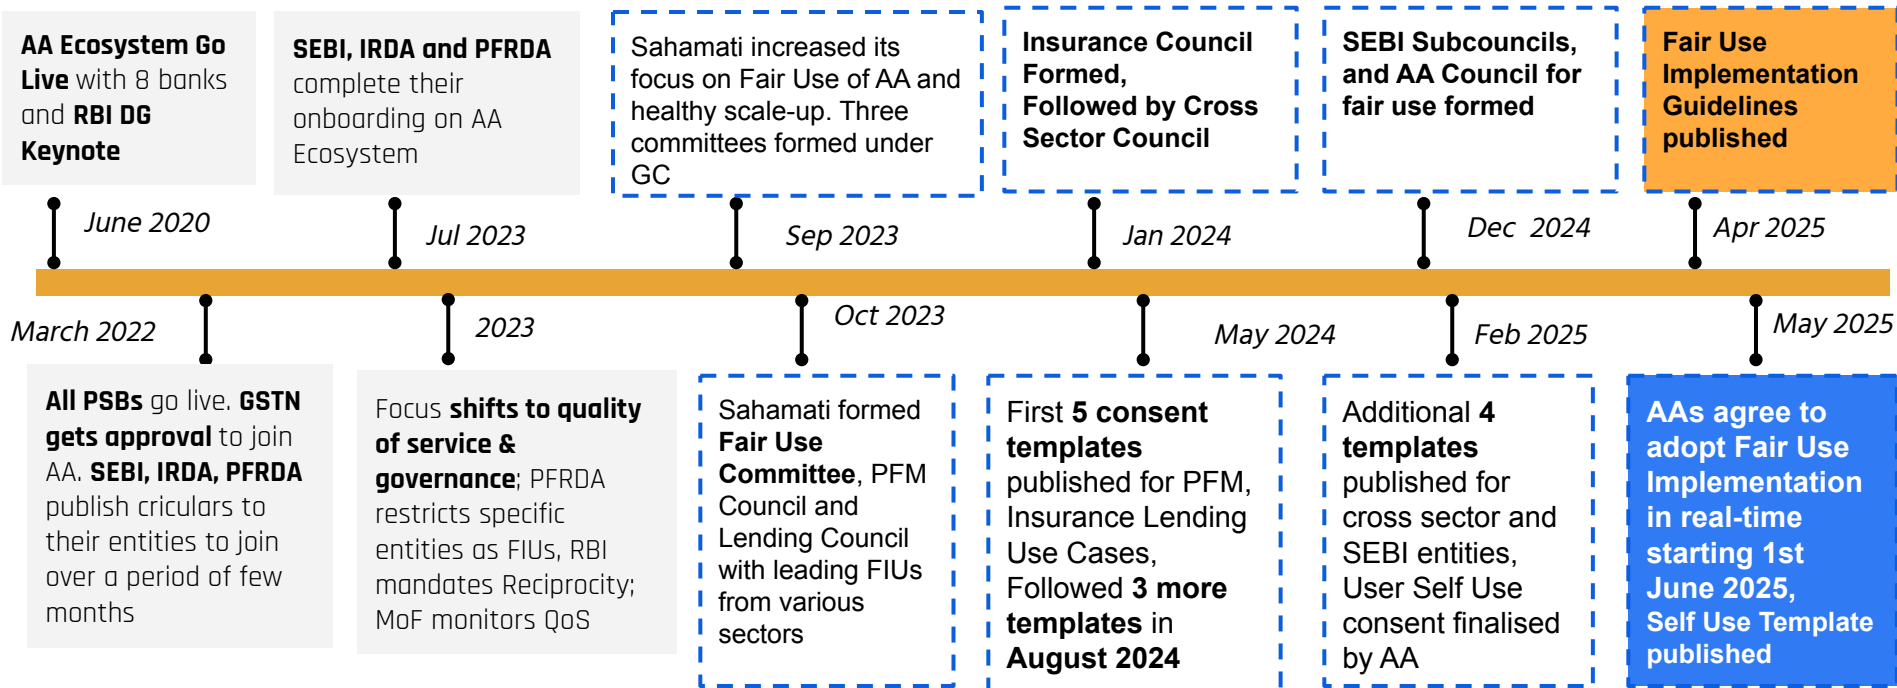 AA Ecosystem Go
Live with 8 banks
and RBI DG
Keynote
SEBI, IRDA and PFRDA
complete their
onboarding on AA
Ecosystem
Sahamati increased its
focus on Fair Use of AA and
healthy scale-up. Three
committees formed under
GC
Insurance Council
Formed,
Followed by Cross
Sector Council
SEBI Subcouncils,
and AA Council for
fair use formed
Fair Use
Implementation
Guidelines
published
June 2020
Jul 2023
Sep 2023
Jan 2024
Dec 2024
Apr 2025
March 2022
2023
Oct 2023
May 2024
Feb 2025
May 2025
All PSBs go live. GSTN
gets approval to join
AA. SEBI, IRDA, PFRDA
publish criculars to
their entities to join
over a period of few
months
Focus shifts to quality
of service &
governance; PFRDA
restricts specific
entities as FIUs, RBI
mandates Reciprocity;
MoF monitors QoS
Sahamati formed
Fair Use
Committee, PFM
Council and
Lending Council
with leading FIUs
from various
sectors
First 5 consent
templates
published for PFM,
Insurance Lending
Use Cases,
Followed 3 more
templates in
August 2024
Additional 4
templates
published for
cross sector and
SEBI entities,
User Self Use
consent finalised
by AA
AAs agree to
adopt Fair Use
Implementation
in real-time
starting 1st
June 2025,
Self Use Template
published